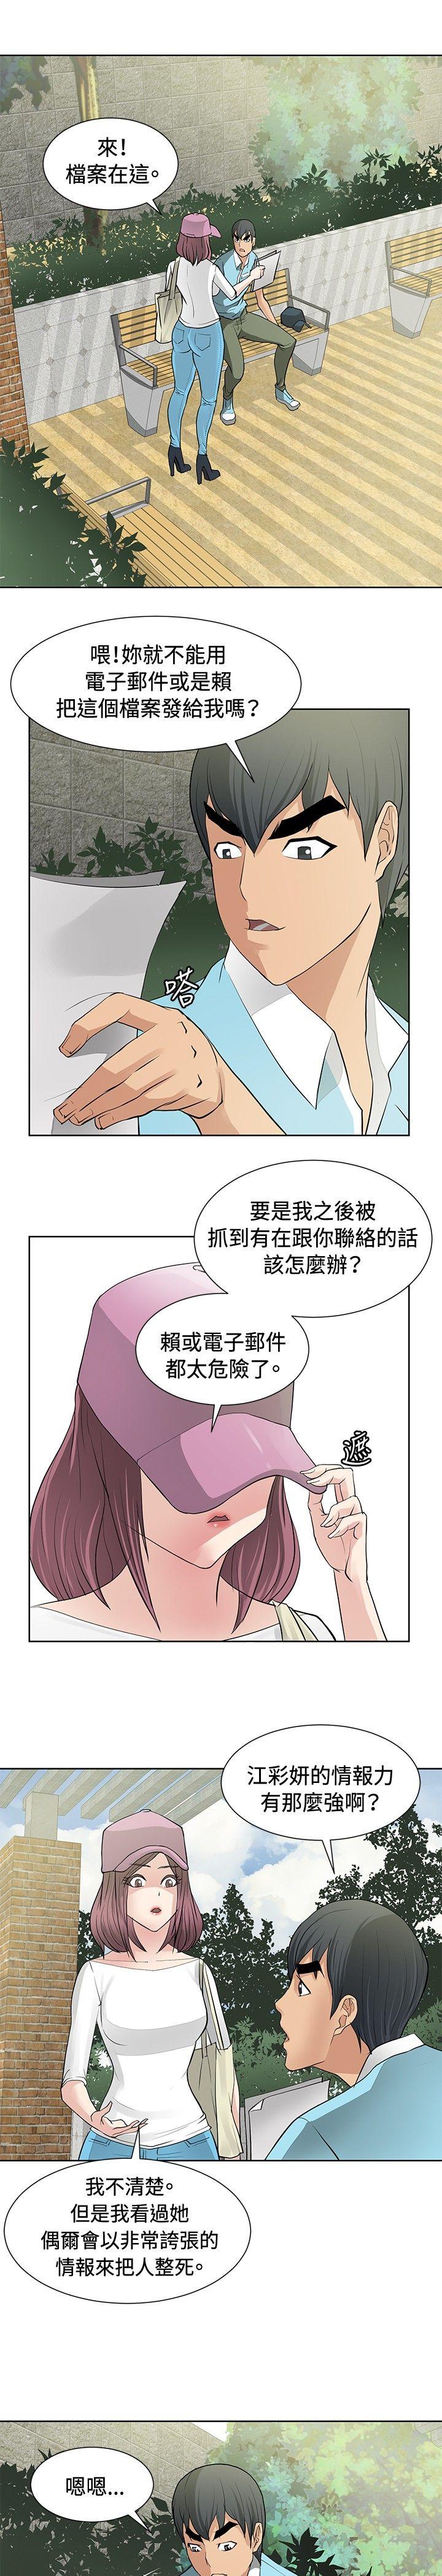 來!
檔案在這。
喂!妳就不能用
電子郵件或是賴
把這個檔案發給我嗎?
嗒
要是我之後被
抓到有在跟你聯絡的話
該怎麼辦?
賴或電子郵件
都太危險了。
遮
江彩妍的情報力
有那麼強啊?
我不清楚。
但是我看過她
偶爾會以非常誇張的
情報來把人整死。
嗯嗯...